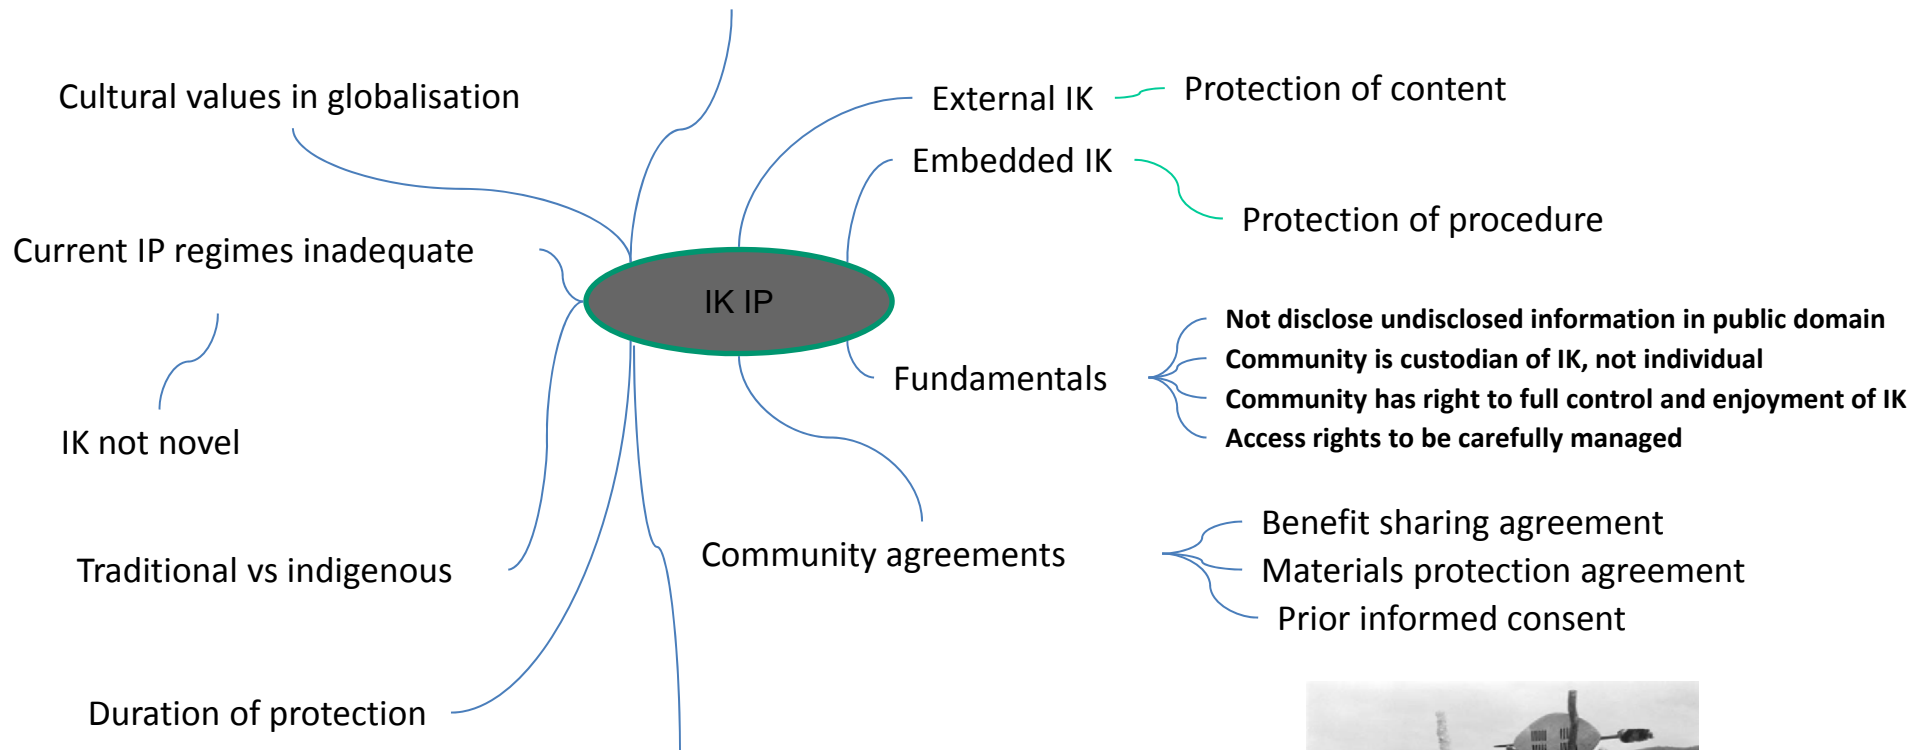 Cultural values in globalisation
External IK
Protection of content
Embedded IK
Protection of procedure
Current IP regimes inadequate
IK IP
IK not novel
Fundamentals
Not disclose undisclosed information in public domain
Community is custodian of IK, not individual
Community has right to full control and enjoyment of IK
Access rights to be carefully managed
Traditional vs indigenous
Community agreements
Benefit sharing agreement
Materials protection agreement
Prior informed consent
Duration of protection